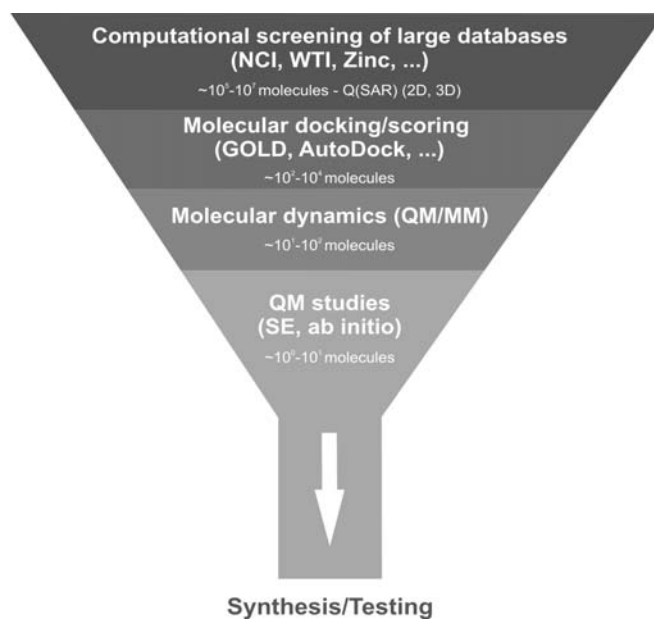 Computational screening of large databases
(NCI, WTI, Zinc, ...)
~10⁵-10⁷ molecules - Q(SAR) (2D, 3D)
Molecular docking/scoring
(GOLD, AutoDock, ...)
~10²-10⁴ molecules
Molecular dynamics (QM/MM)
~10¹-10² molecules
QM studies
(SE, ab initio)
~10⁰-10¹ molecules
Synthesis/Testing